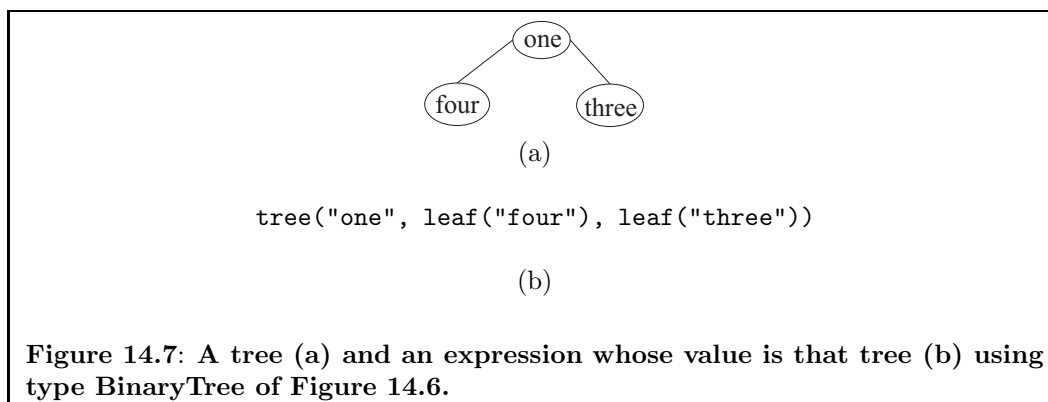 one
four three
(a)
tree("one", leaf("four"), leaf("three"))
(b)
Figure 14.7: A tree (a) and an expression whose value is that tree (b) using
type BinaryTree of Figure 14.6.